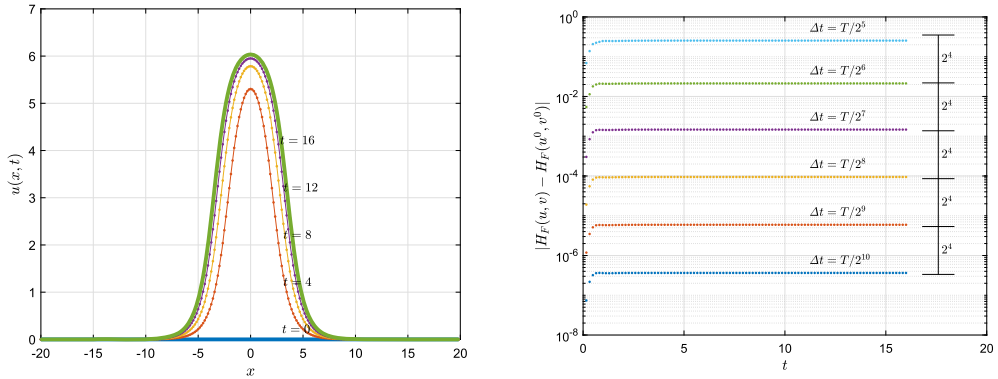 7
6
5
4
3
2
1
0
u(x, t)
t = 16
t = 12
t = 8
t = 4
t = 0
-20 -15 -10 -5 0 5 10 15 20
x
10^0
10^-2
10^-4
10^-6
10^-8
|H_F(u, v) − H_F(u^0, v^0)|
Δt = T/2^5
2^4
Δt = T/2^6
2^4
Δt = T/2^7
2^4
Δt = T/2^8
2^4
Δt = T/2^9
2^4
Δt = T/2^10
0 5 10 15 20
t